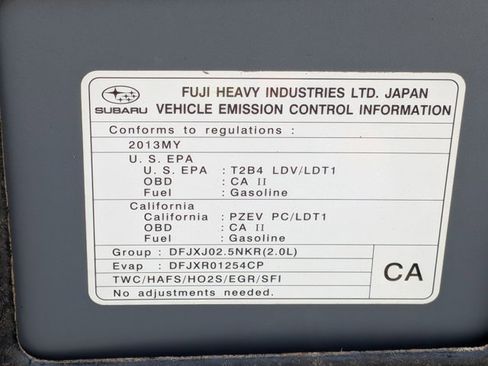 FUJI HEAVY INDUSTRIES LTD. JAPAN
SUBARU VEHICLE EMISSION CONTROL INFORMATION
Conforms to regulations :
2013MY
U. S. EPA
U. S. EPA : T2B4 LDV/LDT1
OBD : CA II
Fuel : Gasoline
California
California : PZEV PC/LDT1
OBD : CA II
Fuel : Gasoline
Group : DFJXJ02.5NKR(2.0L)
Evap : DFJXR01254CP
TWC/HAFS/HO2S/EGR/SFI
No adjustments needed.
CA